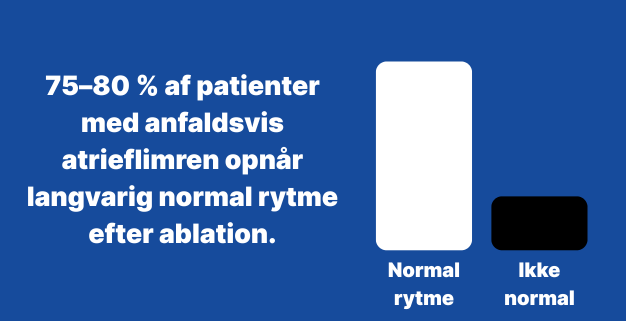 75–80 % af patienter
med anfaldsvis
atrieflimren opnår
langvarig normal rytme
efter ablation.
Normal
rytme
Ikke
normal